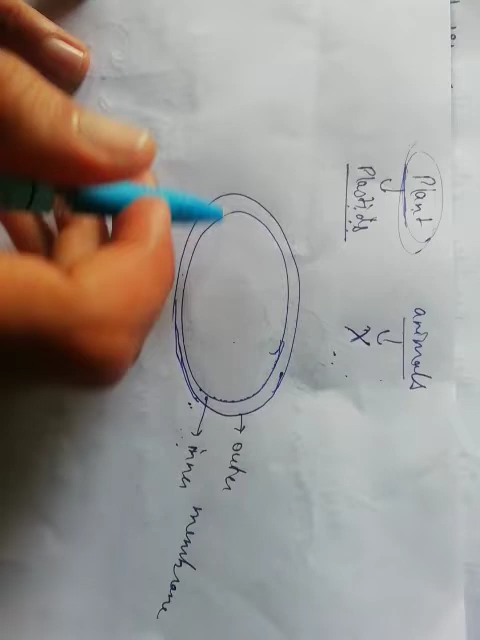 Plant
animals
Plastids
X
outer
inner membrane